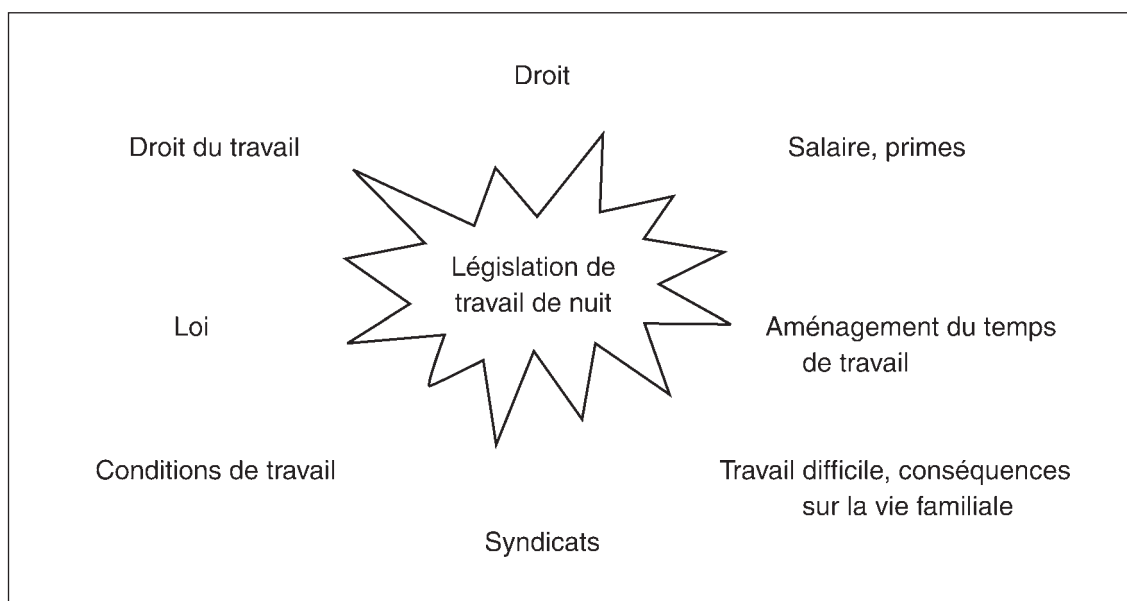 Droit
Droit du travail
Salaire, primes
Législation de
travail de nuit
Loi
Aménagement du temps
de travail
Conditions de travail
Travail difficile, conséquences
sur la vie familiale
Syndicats